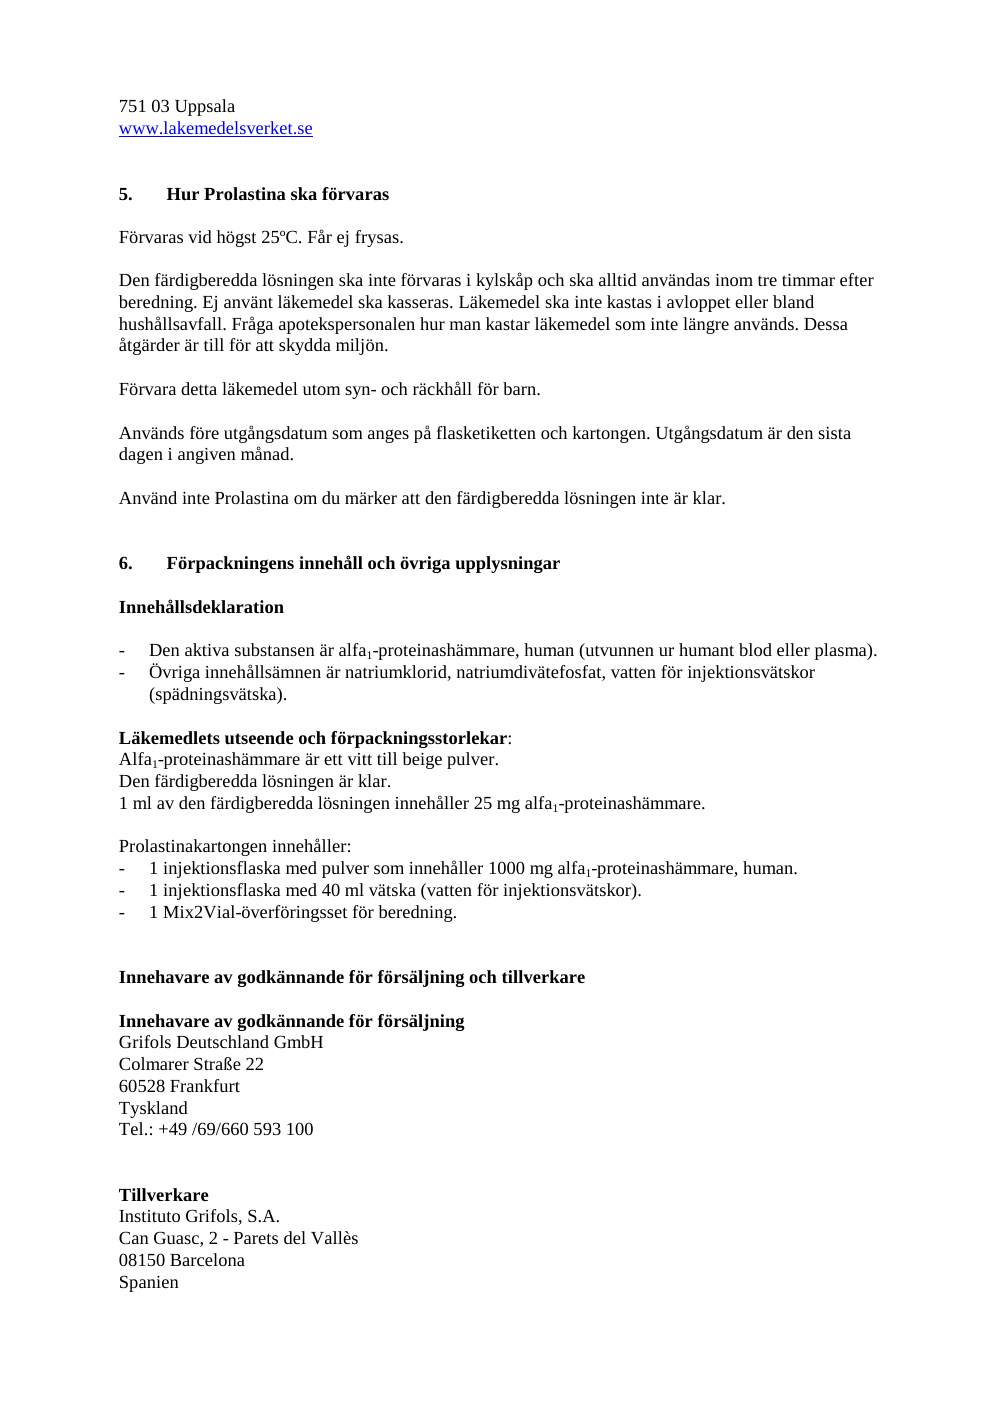 751 03 Uppsala
www.lakemedelsverket.se
5. Hur Prolastina ska förvaras
Förvaras vid högst 25ºC. Får ej frysas.
Den färdigberedda lösningen ska inte förvaras i kylskåp och ska alltid användas inom tre timmar efter
beredning. Ej använt läkemedel ska kasseras. Läkemedel ska inte kastas i avloppet eller bland
hushållsavfall. Fråga apotekspersonalen hur man kastar läkemedel som inte längre används. Dessa
åtgärder är till för att skydda miljön.
Förvara detta läkemedel utom syn- och räckhåll för barn.
Används före utgångsdatum som anges på flasketiketten och kartongen. Utgångsdatum är den sista
dagen i angiven månad.
Använd inte Prolastina om du märker att den färdigberedda lösningen inte är klar.
6. Förpackningens innehåll och övriga upplysningar
Innehållsdeklaration
- Den aktiva substansen är alfa₁-proteinashämmare, human (utvunnen ur humant blod eller plasma).
- Övriga innehållsämnen är natriumklorid, natriumdivätefosfat, vatten för injektionsvätskor
(spädningsvätska).
Läkemedlets utseende och förpackningsstorlekar:
Alfa₁-proteinashämmare är ett vitt till beige pulver.
Den färdigberedda lösningen är klar.
1 ml av den färdigberedda lösningen innehåller 25 mg alfa₁-proteinashämmare.
Prolastinakartongen innehåller:
- 1 injektionsflaska med pulver som innehåller 1000 mg alfa₁-proteinashämmare, human.
- 1 injektionsflaska med 40 ml vätska (vatten för injektionsvätskor).
- 1 Mix2Vial-överföringsset för beredning.
Innehavare av godkännande för försäljning och tillverkare
Innehavare av godkännande för försäljning
Grifols Deutschland GmbH
Colmarer Straße 22
60528 Frankfurt
Tyskland
Tel.: +49 /69/660 593 100
Tillverkare
Instituto Grifols, S.A.
Can Guasc, 2 - Parets del Vallès
08150 Barcelona
Spanien